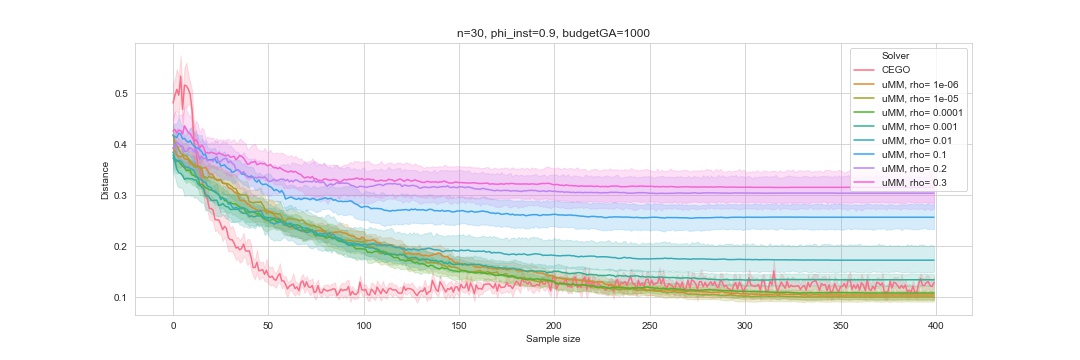 n=30, phi_inst=0.9, budgetGA=1000
Solver
CEGO
uMM, rho= 1e-06
uMM, rho= 1e-05
uMM, rho= 0.0001
uMM, rho= 0.001
uMM, rho= 0.01
uMM, rho= 0.1
uMM, rho= 0.2
uMM, rho= 0.3
Distance
0.5
0.4
0.3
0.2
0.1
0 50 100 150 200 250 300 350 400
Sample size